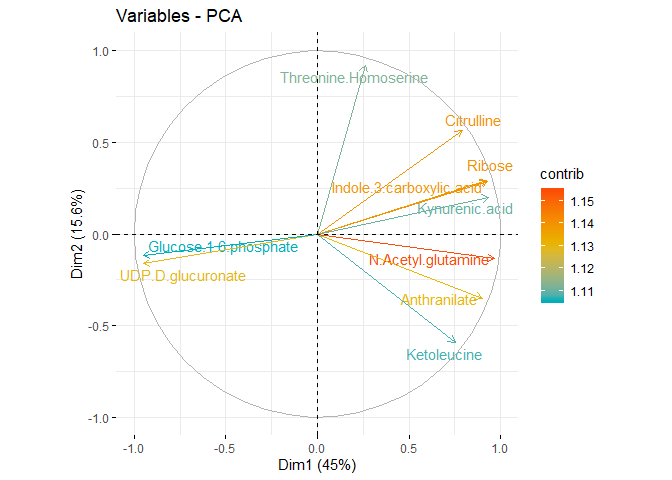 Variables - PCA
1.0
Threonine.Homoserine
Citrulline
0.5
Ribose
contrib
Indole.3.carboxylic.acid
1.15
Kynurenic.acid
1.14
Dim2 (15.6%)
0.0
Glucose.1-6.phosphate
1.13
N.Acetyl.glutamine
1.12
UDP.D.glucuronate
1.11
Anthranilate
-0.5
Ketoleucine
-1.0
-1.0 -0.5 0.0 0.5 1.0
Dim1 (45%)